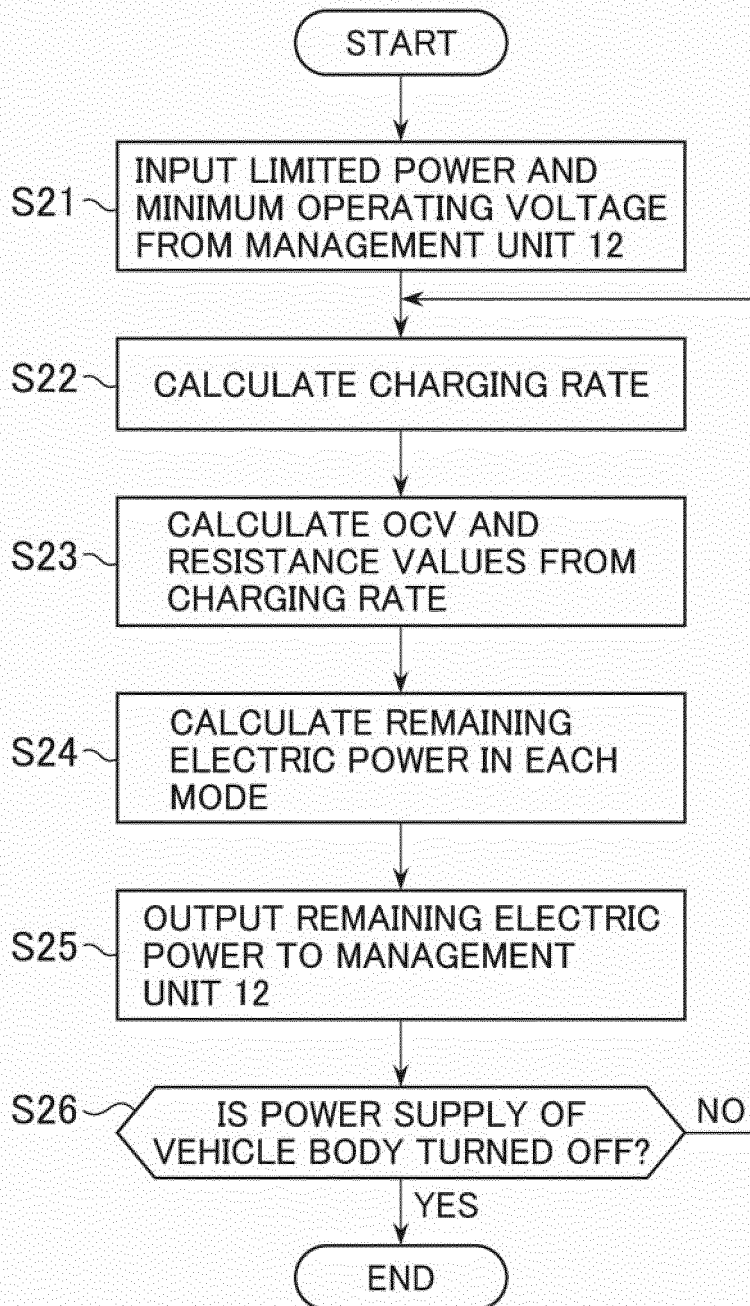 START
S21
INPUT LIMITED POWER AND
MINIMUM OPERATING VOLTAGE
FROM MANAGEMENT UNIT 12
S22
CALCULATE CHARGING RATE
S23
CALCULATE OCV AND
RESISTANCE VALUES FROM
CHARGING RATE
S24
CALCULATE REMAINING
ELECTRIC POWER IN EACH
MODE
S25
OUTPUT REMAINING ELECTRIC
POWER TO MANAGEMENT
UNIT 12
S26
IS POWER SUPPLY OF
VEHICLE BODY TURNED OFF?
NO
YES
END